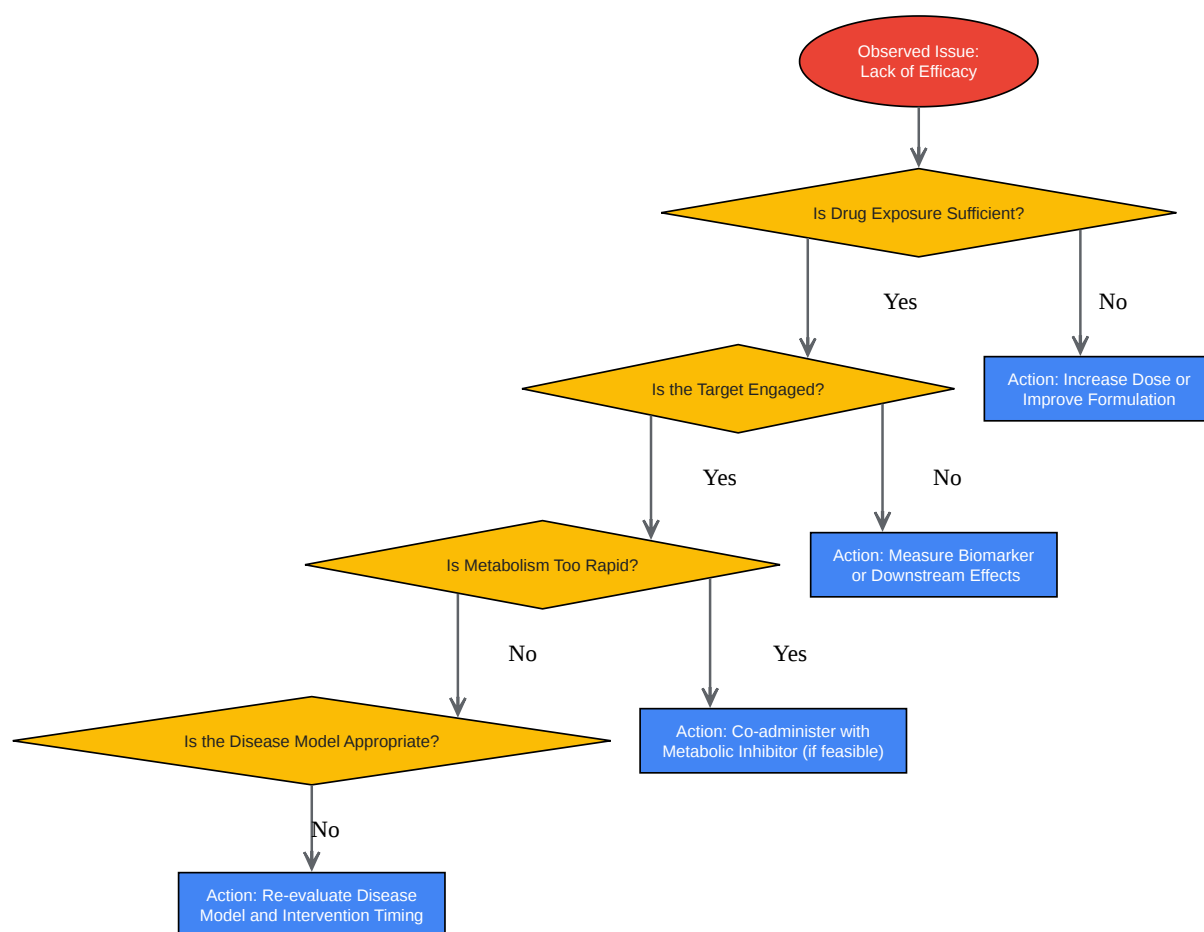 Observed Issue:
Lack of Efficacy
Is Drug Exposure Sufficient?
Yes
No
Is the Target Engaged?
Action: Increase Dose or
Improve Formulation
Yes
No
Is Metabolism Too Rapid?
Action: Measure Biomarker
or Downstream Effects
No
Yes
Is the Disease Model Appropriate?
Action: Co-administer with
Metabolic Inhibitor (if feasible)
No
Action: Re-evaluate Disease
Model and Intervention Timing